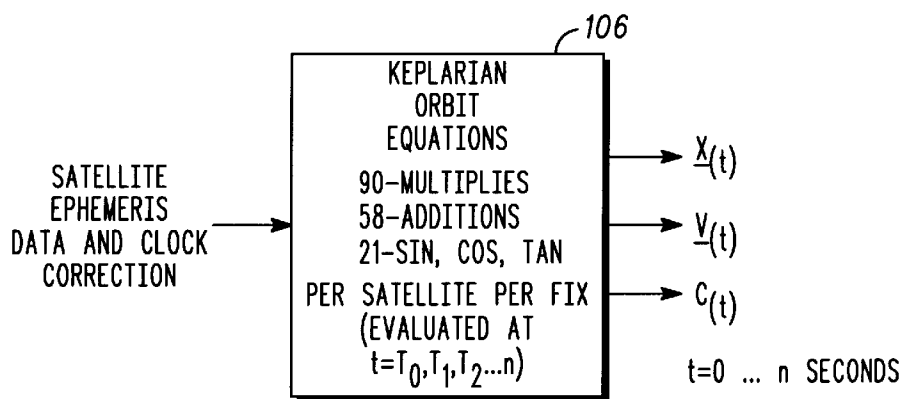 106
SATELLITE
EPHEMERIS
DATA AND CLOCK
CORRECTION
KEPLARIAN
ORBIT
EQUATIONS
90-MULTIPLIES
58-ADDITIONS
21-SIN, COS, TAN
PER SATELLITE PER FIX
(EVALUATED AT
t=T0,T1,T2...n)
X(t)
V(t)
C(t)
t=0 ... n SECONDS